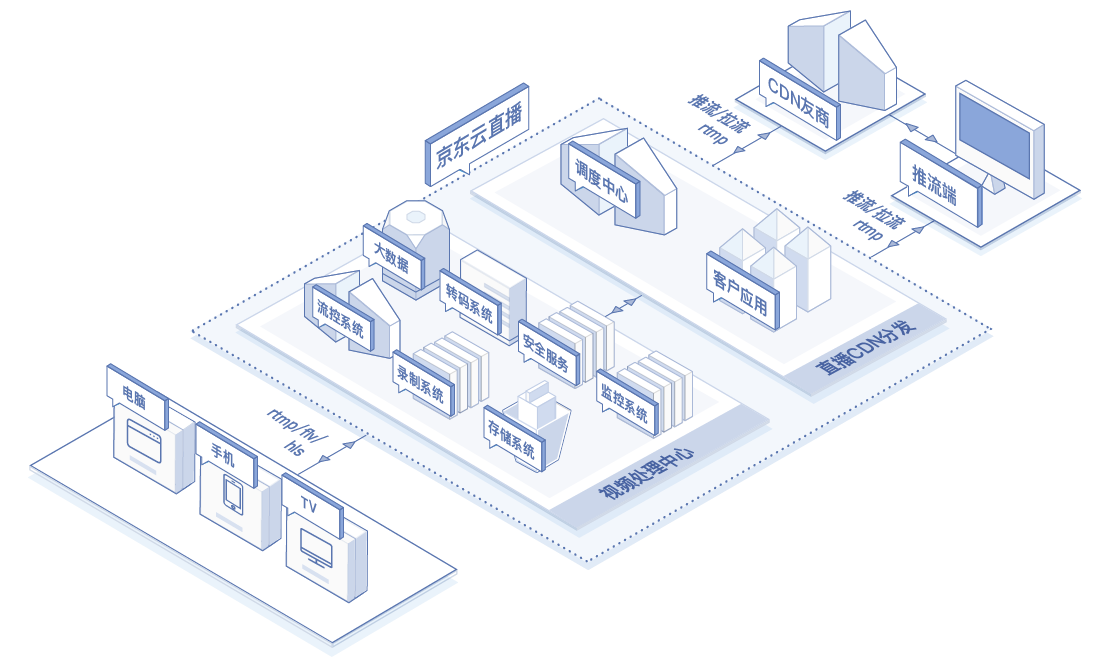 CDN友商
推流/拉流
rtmp
推流端
京东云直播
调度中心
推流/拉流
rtmp
客户应用
大数据
转码系统
流控系统
安全服务
录制系统
监控系统
存储系统
直播CDN分发
视频处理中心
电脑
手机
TV
rtmp/flv/
hls